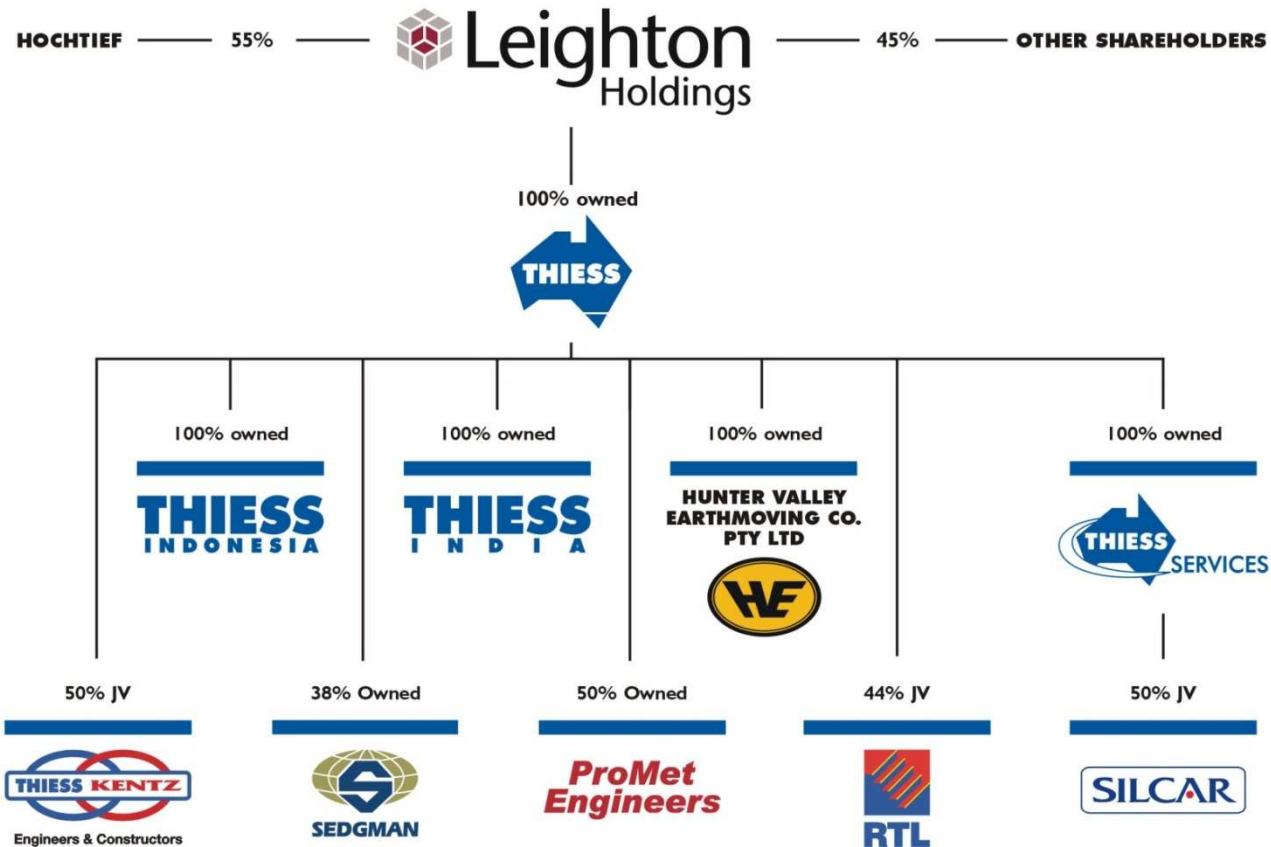 HOCHTIEF 55% Leighton 45% OTHER SHAREHOLDERS
Holdings
100% owned
THIESS
100% owned 100% owned 100% owned 100% owned
THIESS
INDONESIA
THIESS
INDIA
HUNTER VALLEY
EARTHMOVING CO.
PTY LTD
HE
THIESS
SERVICES
50% JV 38% Owned 50% Owned 44% JV 50% JV
THIESS KENTZ
Engineers & Constructors
S
SEDGMAN
ProMet
Engineers
RTL
SILCAR